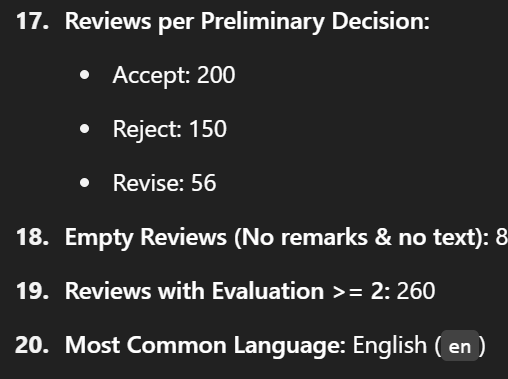 17. Reviews per Preliminary Decision:
• Accept: 200
• Reject: 150
• Revise: 56
18. Empty Reviews (No remarks & no text): 8
19. Reviews with Evaluation >= 2: 260
20. Most Common Language: English (en)